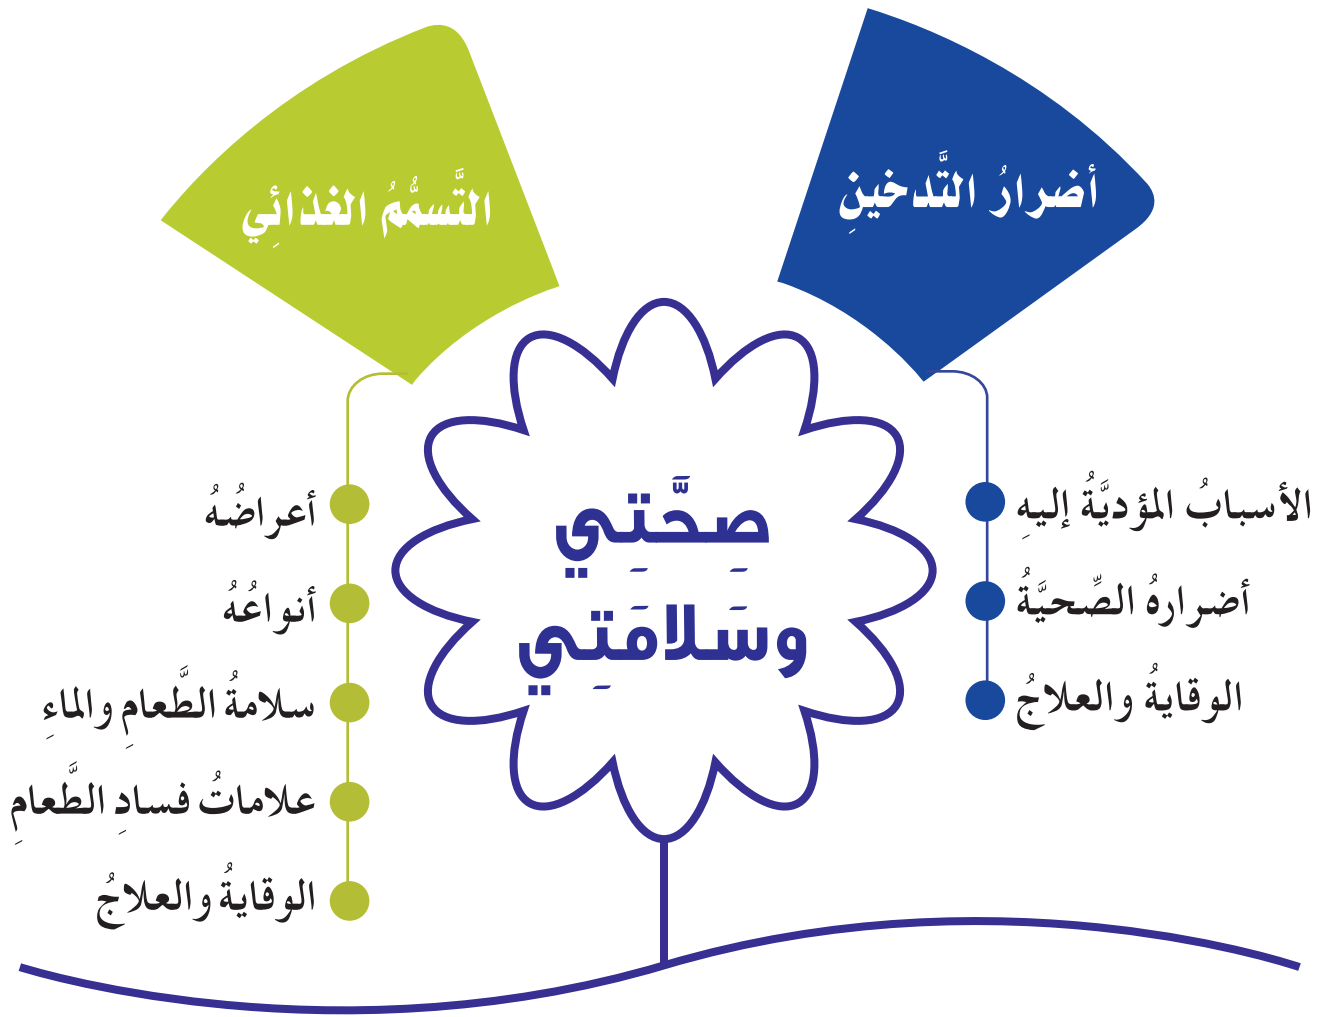 أضرارُ التَّدخينِ
الأسبابُ المؤديَّةُ إليهِ
أضرارهُ الصِّحيَّةُ
الوقايةُ والعلاجُ
صِحَّتِي
وسَلامَتِي
التَّسمُّمُ الغذائِي
أعراضُهُ
أنواعُهُ
سلامةُ الطَّعامِ والماءِ
علاماتُ فسادِ الطَّعامِ
الوقايةُ والعلاجُ